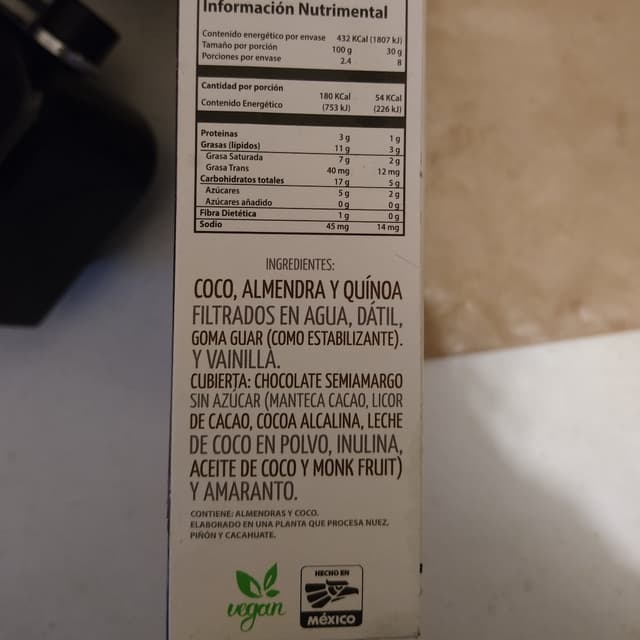 Información Nutrimental
Contenido energético por envase 432 KCal (1807 kJ)
Tamaño por porción 100 g 30 g
Porciones por envase 2.4 8
Cantidad por porción
Contenido Energético 180 KCal (753 kJ) 54 KCal (226 kJ)
Proteinas 3 g 1 g
Grasas (lípidos) 11 g 3 g
Grasa Saturada 7 g 2 g
Grasa Trans 40 mg 12 mg
Carbohidratos totales 17 g 5 g
Azúcares 5 g 2 g
Azúcares añadido 0 g 0 g
Fibra Dietética 1 g 0 g
Sodio 45 mg 14 mg
INGREDIENTES:
COCO, ALMENDRA Y QUÍNOA
FILTRADOS EN AGUA, DÁTIL,
GOMA GUAR (COMO ESTABILIZANTE).
Y VAINILLA.
CUBIERTA: CHOCOLATE SEMIAMARGO
SIN AZÚCAR (MANTECA CACAO, LICOR
DE CACAO, COCOA ALCALINA, LECHE
DE COCO EN POLVO, INULINA,
ACEITE DE COCO Y MONK FRUIT)
Y AMARANTO.
CONTIENE: ALMENDRAS Y COCO.
ELABORADO EN UNA PLANTA QUE PROCESA NUEZ,
PIÑÓN Y CACAHUATE.
vegan
HECHO EN
MÉXICO